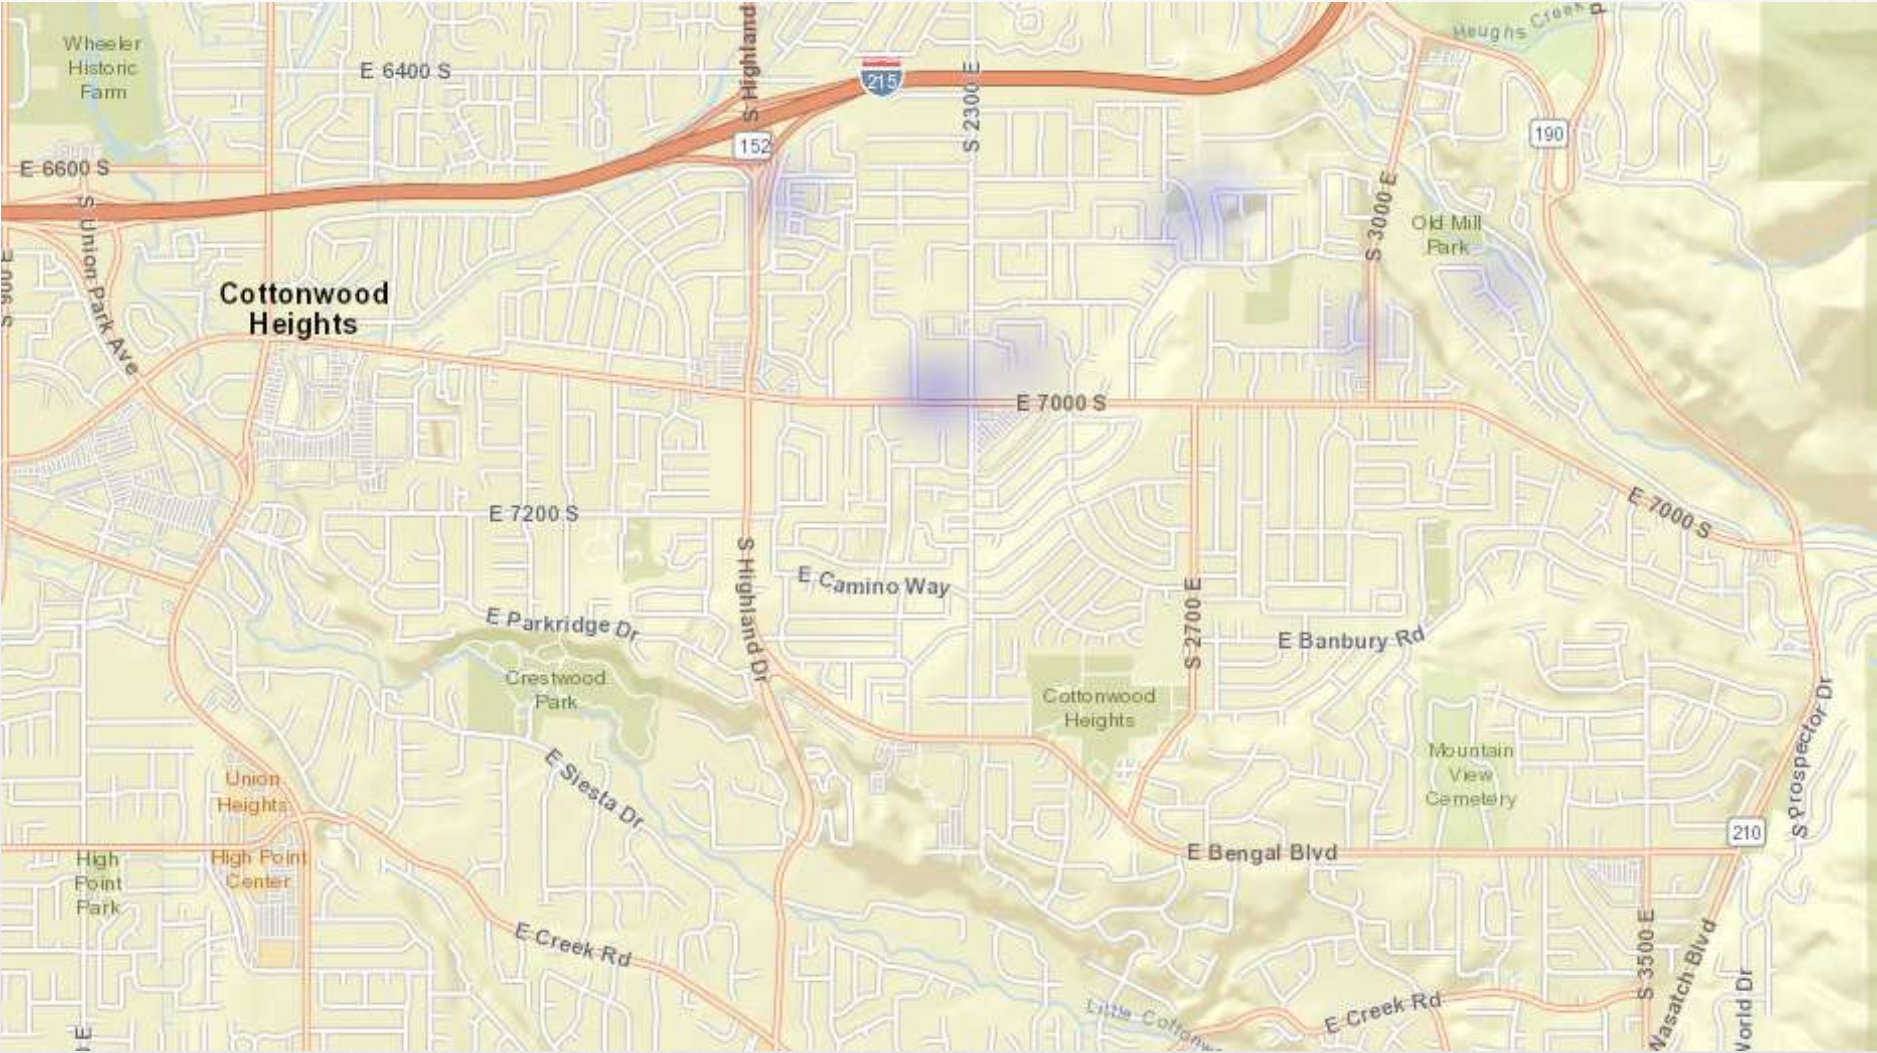 Wheeler
Historic
Farm
E 6400 S
S Highland
215
S 2300 E
Heughs Creek
152
190
E 6600 S
S Union Park Ave
S 900 E
S 3000 E
Old Mill
Park
Cottonwood
Heights
E 7000 S
E 7200 S
E 7000 S
S Highland Dr
E Camino Way
S 2700 E
E Parkridge Dr
E Banbury Rd
Crestwood
Park
Cottonwood
Heights
S Prospector Dr
Mountain
View
Cemetery
E Siesta Dr
Union
Heights
210
E Bengal Blvd
High
Point
Park
High Point
Center
E Creek Rd
S 3500 E
Wasatch Blvd
World Dr
E Creek Rd
Little Cottonw
E